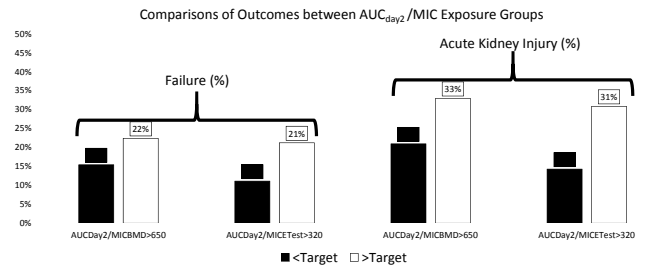 Comparisons of Outcomes between AUCday2 /MIC Exposure Groups
50%
45%
40%
35%
30%
25%
20%
15%
10%
5%
0%
Failure (%)
Acute Kidney Injury (%)
22%
21%
33%
31%
AUCDay2/MICBMD>650
AUCDay2/MICETest>320
AUCDay2/MICBMD>650
AUCDay2/MICETest>320
<Target
>Target